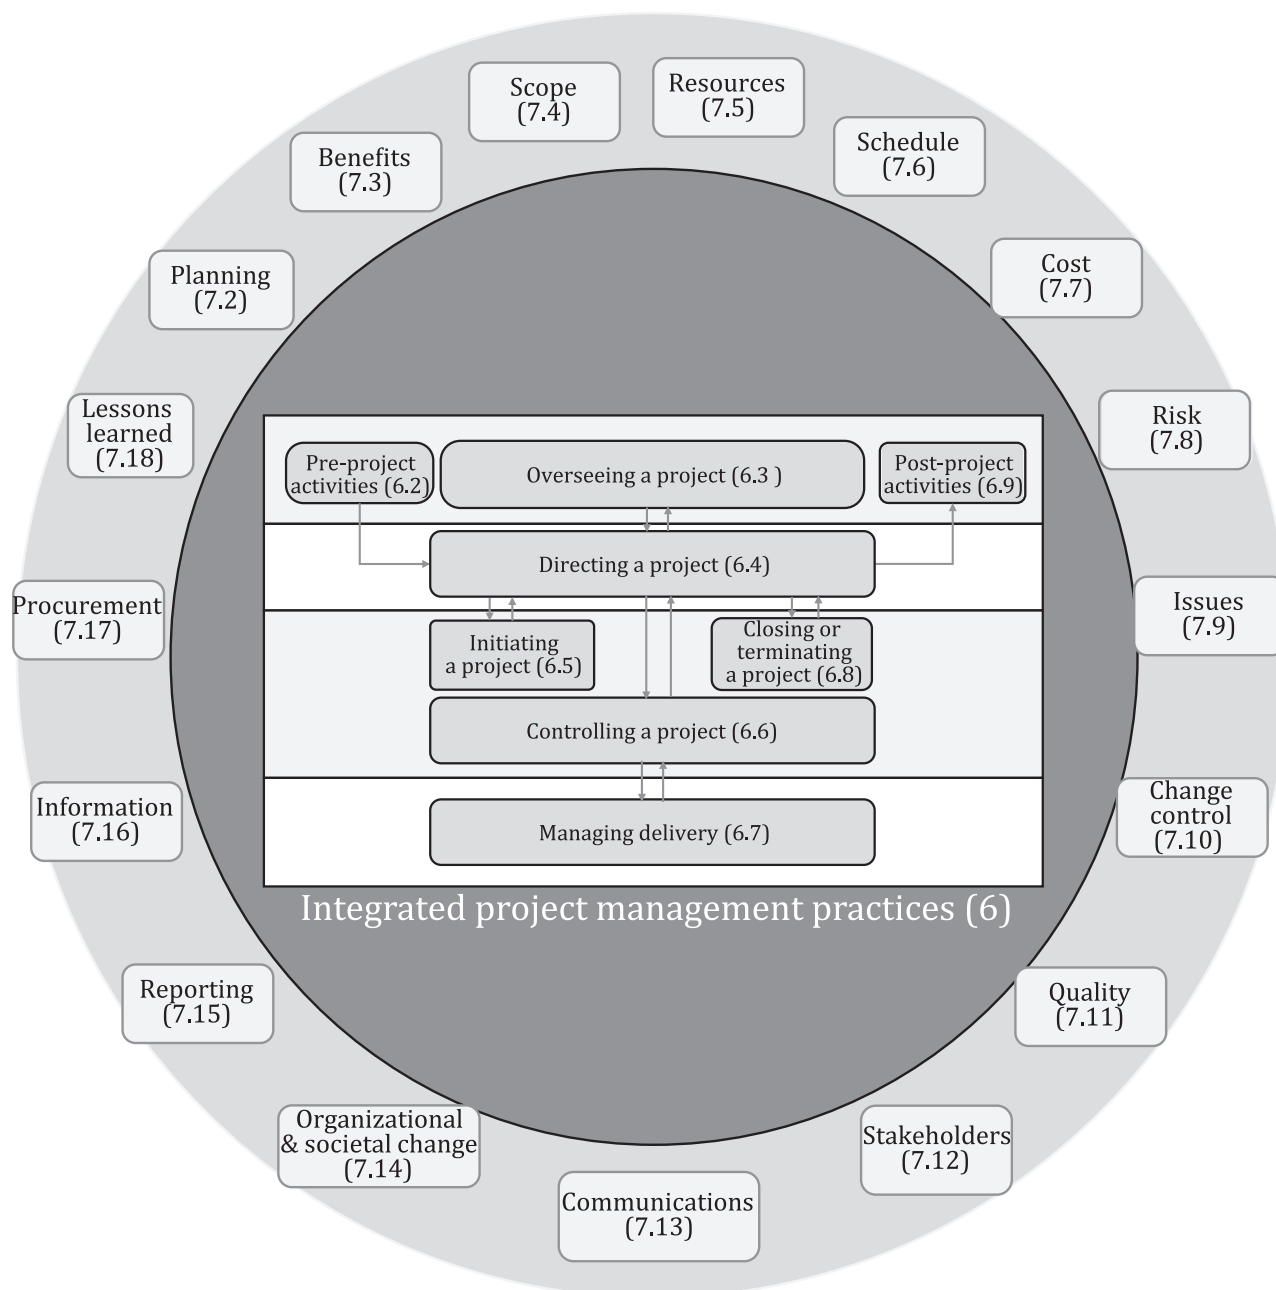 Scope
(7.4)
Resources
(7.5)
Schedule
(7.6)
Benefits
(7.3)
Cost
(7.7)
Planning
(7.2)
Risk
(7.8)
Lessons
learned
(7.18)
Pre-project
activities (6.2)
Overseeing a project (6.3 )
Post-project
activities (6.9)
Directing a project (6.4)
Procurement
(7.17)
Issues
(7.9)
Initiating
a project (6.5)
Closing or
terminating
a project (6.8)
Controlling a project (6.6)
Information
(7.16)
Change
control
(7.10)
Managing delivery (6.7)
Integrated project management practices (6)
Reporting
(7.15)
Quality
(7.11)
Organizational
& societal change
(7.14)
Stakeholders
(7.12)
Communications
(7.13)